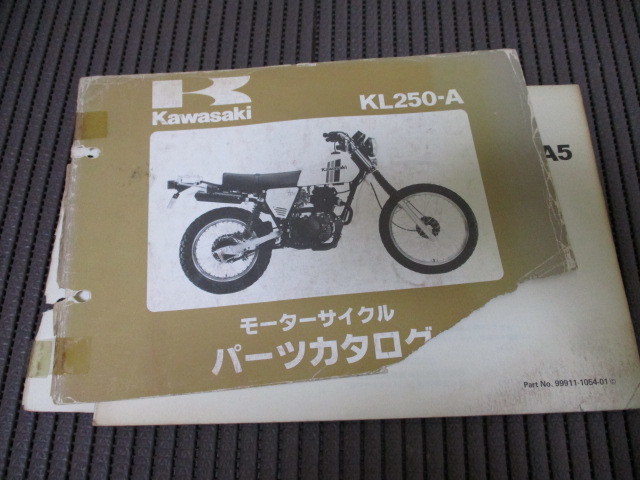 Kawasaki
KL250-A
A5
モーターサイクル
パーツカタログ
Part No. 99911-1054-01